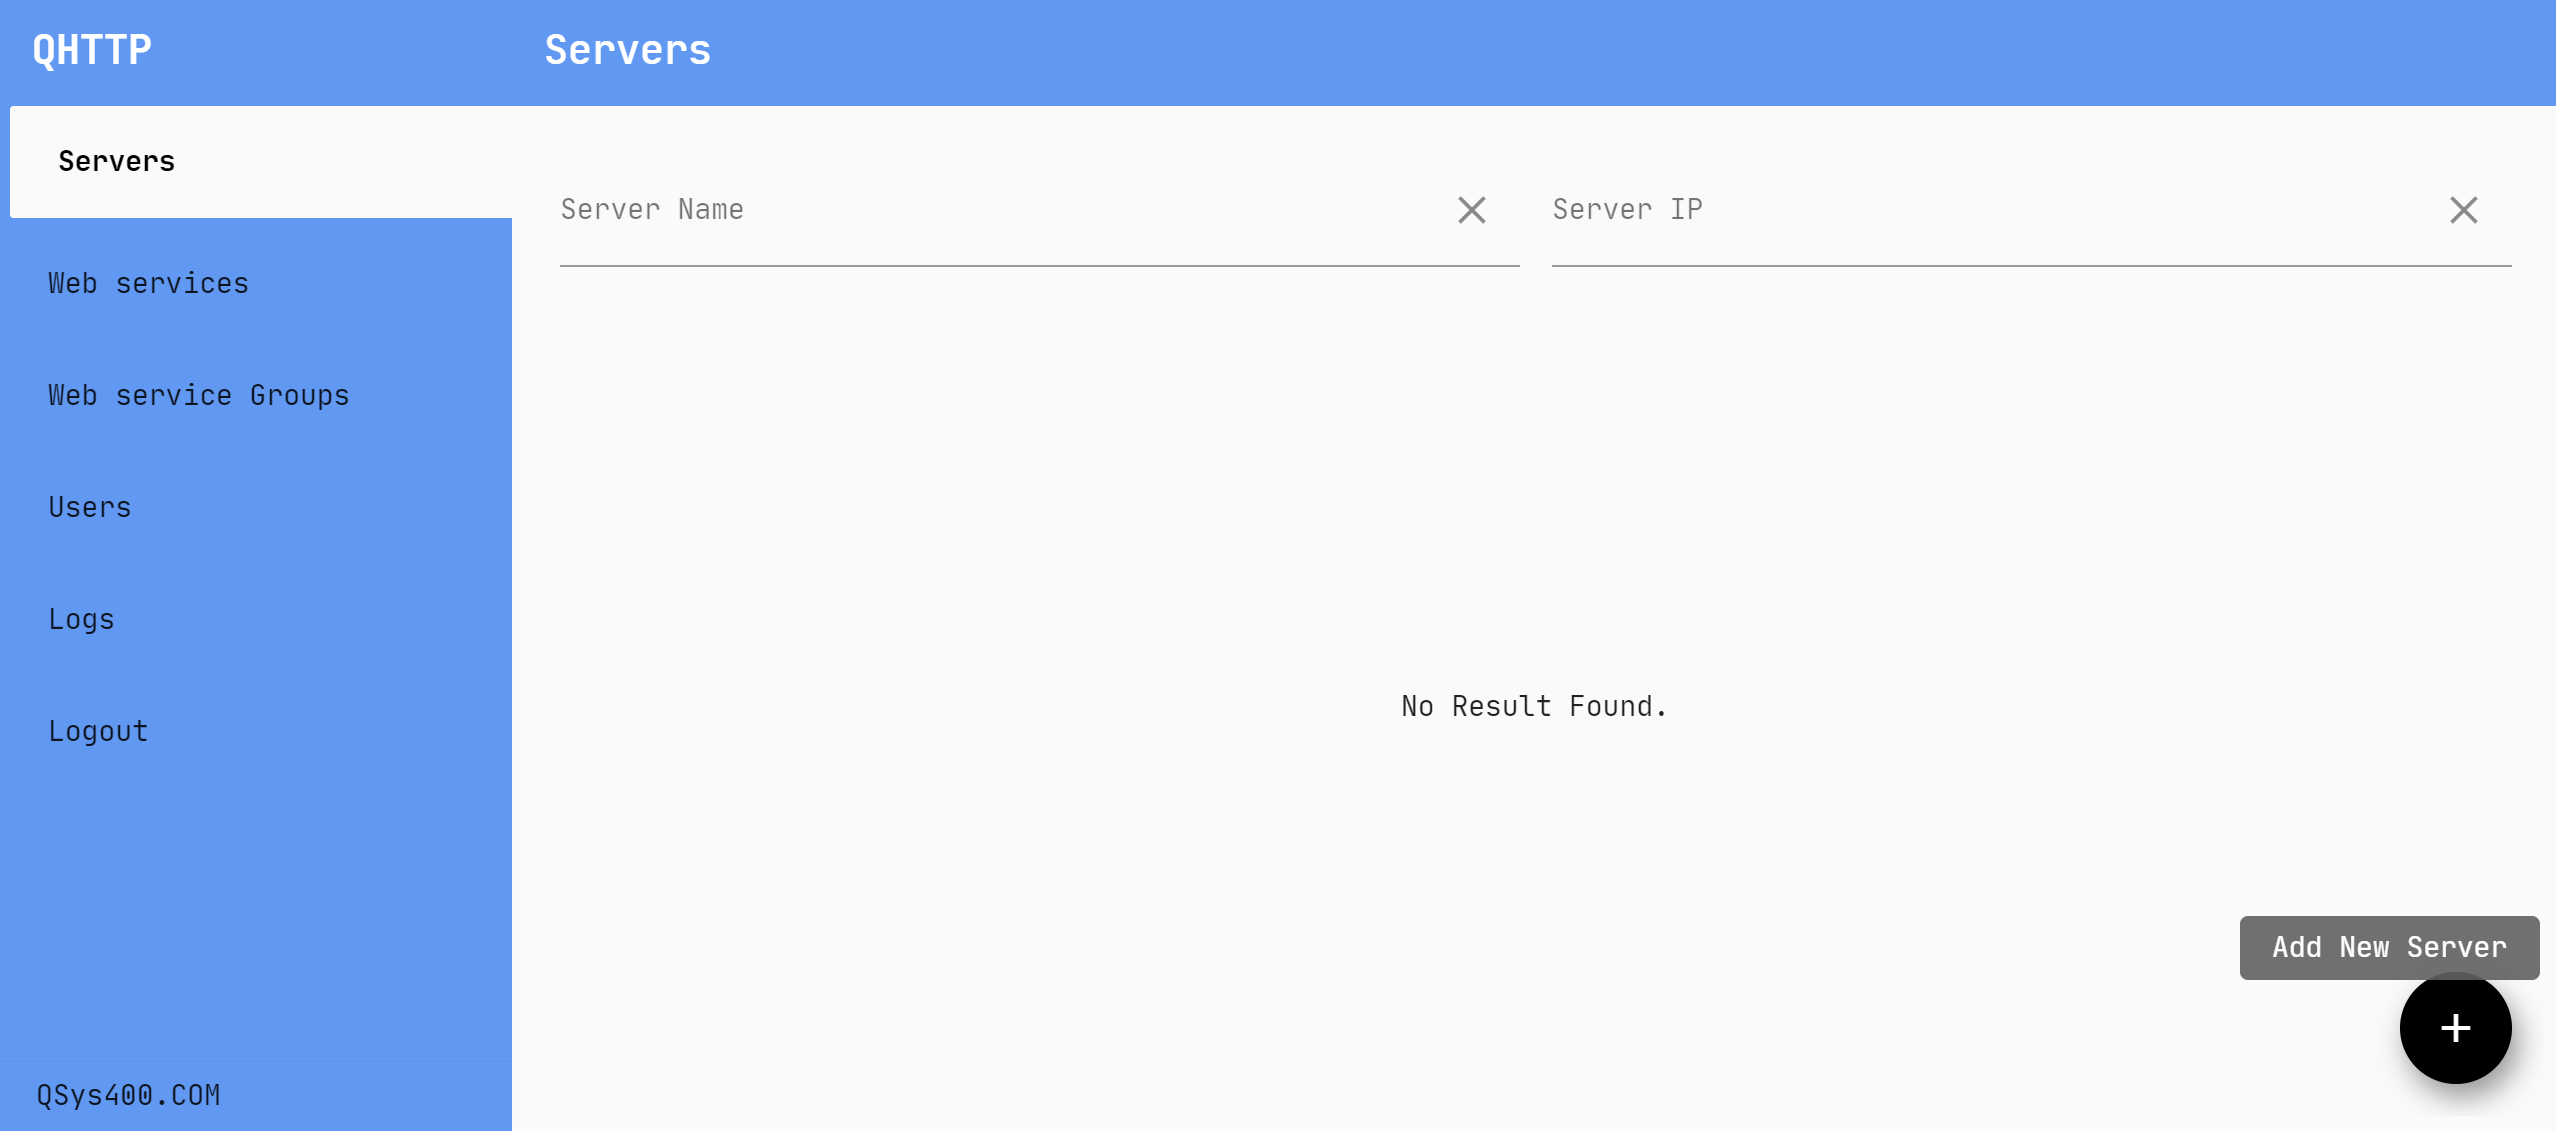 QHTTP
Servers
Servers
Server Name
Server IP
Web services
Web service Groups
Users
Logs
Logout
No Result Found.
Add New Server
QSys400.COM